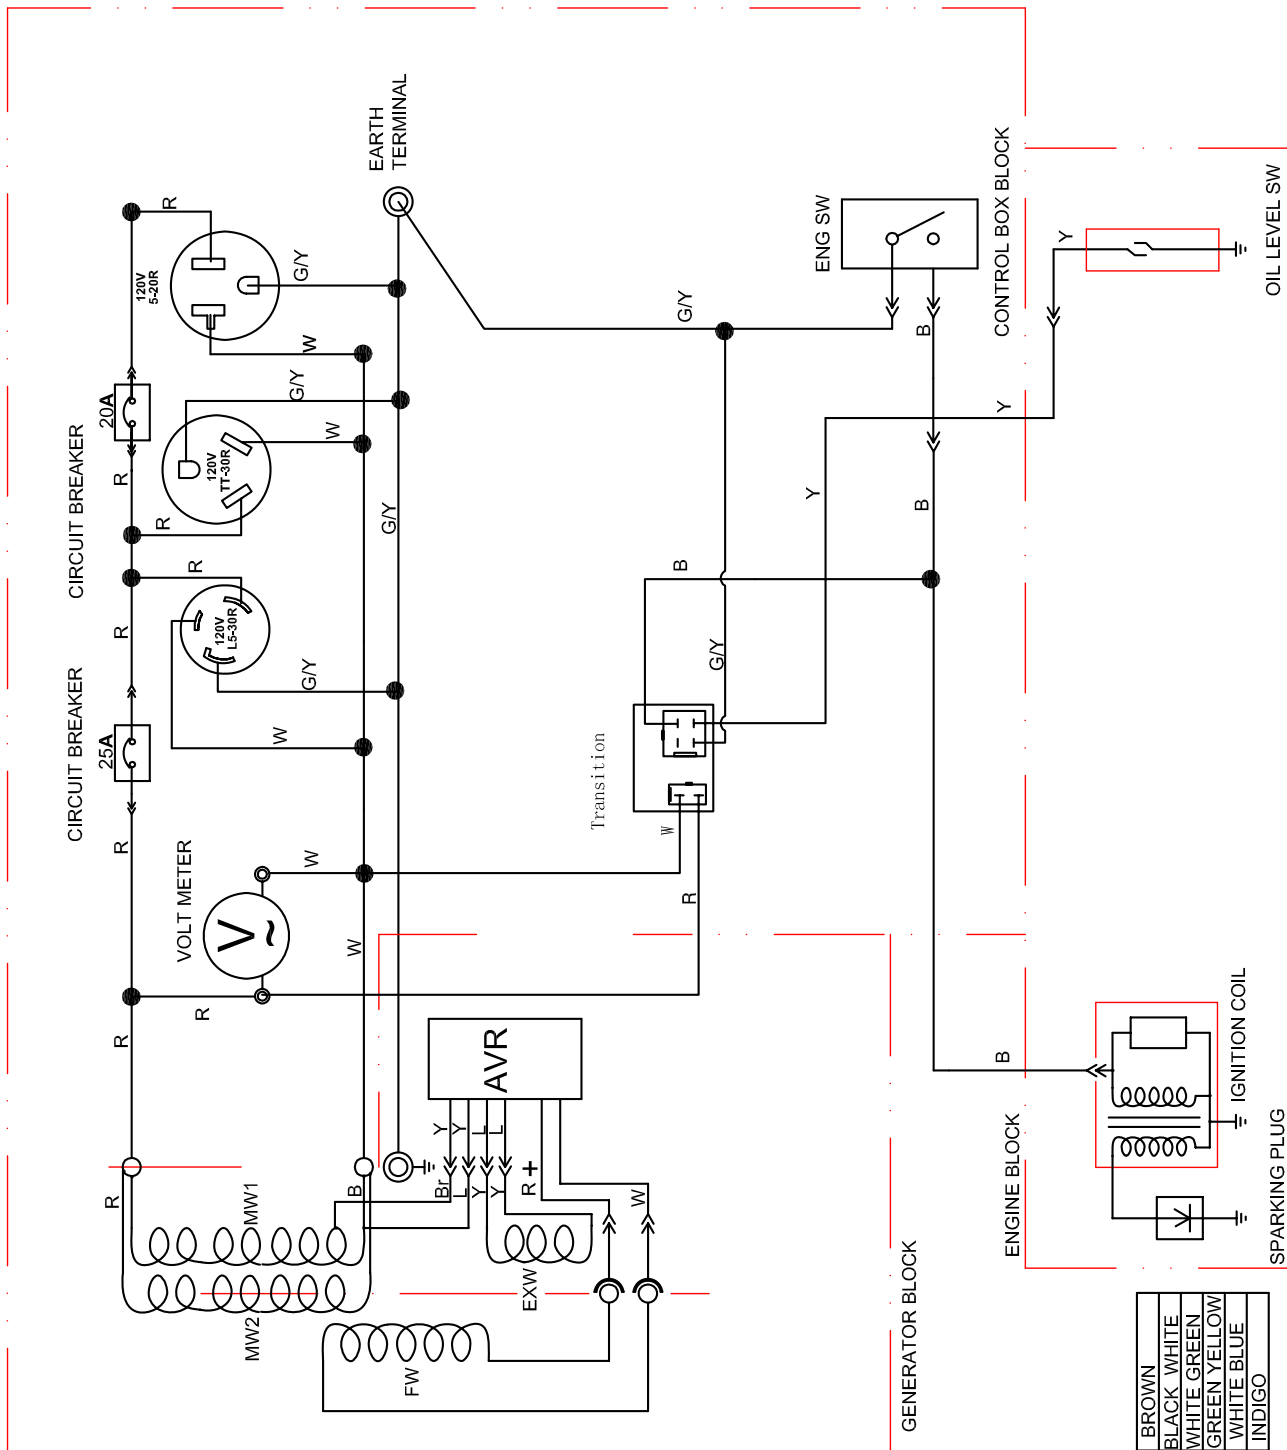 CIRCUIT BREAKER
25A
CIRCUIT BREAKER
20A
R
R
R
R
R
R
R
R
R
R
VOLT METER
V
~
120V
L5-30R
120V
TT-30R
120V
5-20R
W
W
W
W
W
G/Y
G/Y
G/Y
G/Y
EARTH
TERMINAL
MW1
MW2
B
FW
EXW
Br
L
Y
Y
Y
Y
L
L
R +
W
AVR
Transition
W
R
B
G/Y
G/Y
Y
Y
Y
ENG SW
B
B
B
CONTROL BOX BLOCK
GENERATOR BLOCK
ENGINE BLOCK
OIL LEVEL SW
IGNITION COIL
SPARKING PLUG
BROWN
BLACK WHITE
WHITE GREEN
GREEN YELLOW
WHITE BLUE
INDIGO